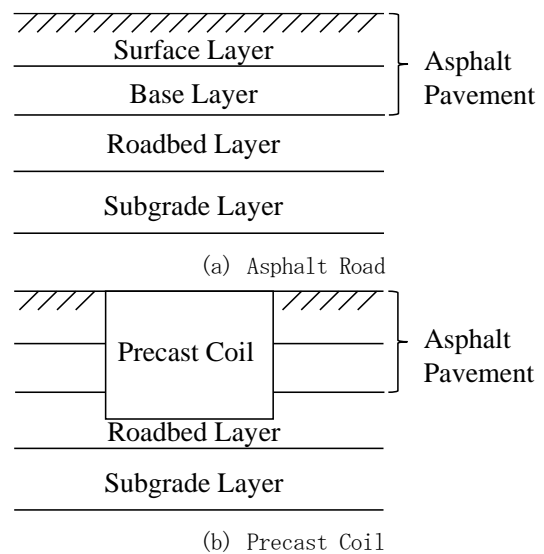 Surface Layer
Base Layer
Asphalt
Pavement
Roadbed Layer
Subgrade Layer
(a) Asphalt Road
Precast Coil
Asphalt
Pavement
Roadbed Layer
Subgrade Layer
(b) Precast Coil